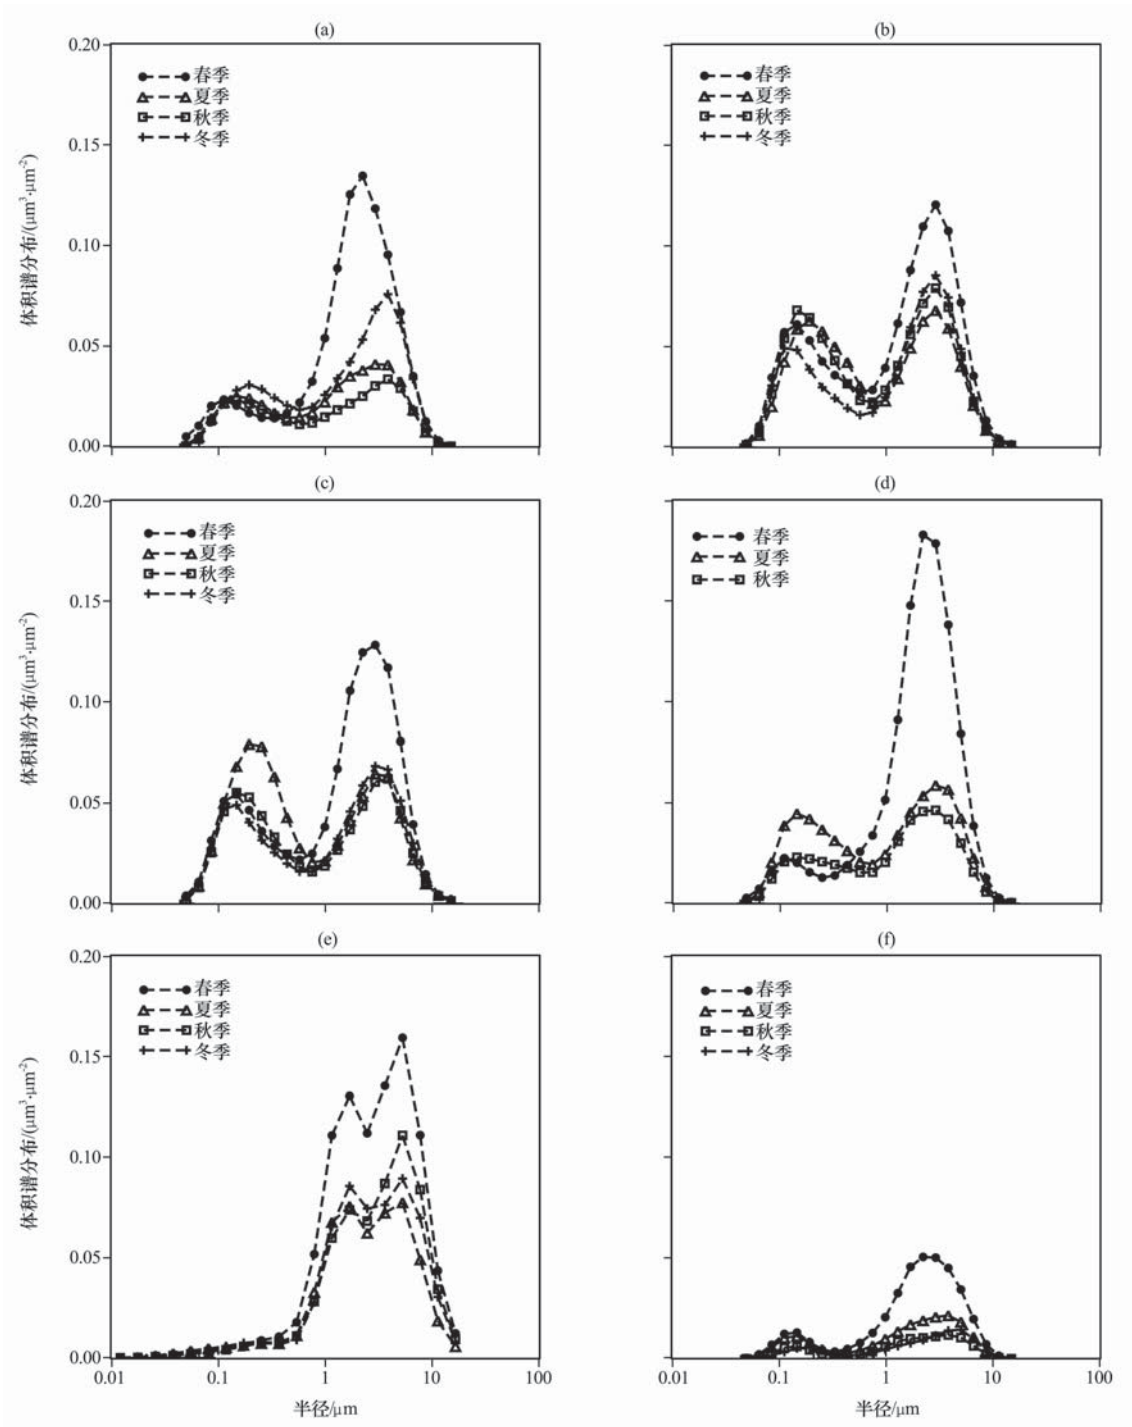 (a)
(b)
0.20
0.15
0.10
0.05
0.00
体积谱分布/(μm³·μm⁻²)
春季
夏季
秋季
冬季
春季
夏季
秋季
冬季
(c)
(d)
0.20
0.15
0.10
0.05
0.00
体积谱分布/(μm³·μm⁻²)
春季
夏季
秋季
冬季
春季
夏季
秋季
(e)
(f)
0.20
0.15
0.10
0.05
0.00
体积谱分布/(μm³·μm⁻²)
春季
夏季
秋季
冬季
春季
夏季
秋季
冬季
0.01 0.1 1 10 100
0.01 0.1 1 10 100
半径/μm
半径/μm